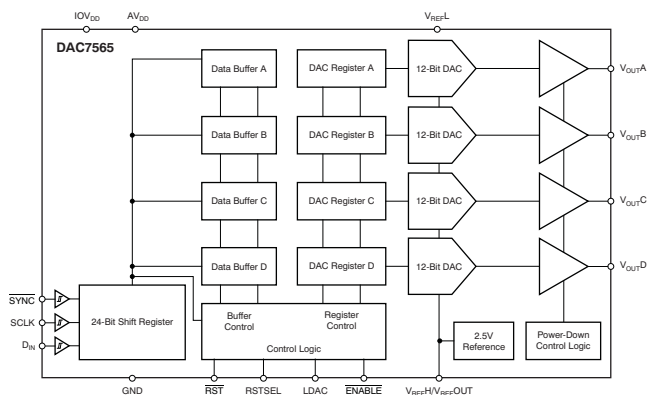 IOVDD
AVDD
VREFL
DAC7565
Data Buffer A
DAC Register A
12-Bit DAC
VOUTA
Data Buffer B
DAC Register B
12-Bit DAC
VOUTB
Data Buffer C
DAC Register C
12-Bit DAC
VOUTC
Data Buffer D
DAC Register D
12-Bit DAC
VOUTD
SYNC
SCLK
DIN
24-Bit Shift Register
Buffer
Control
Register
Control
Control Logic
2.5V
Reference
Power-Down
Control Logic
GND
RST
RSTSEL
LDAC
ENABLE
VREFH/VREFOUT